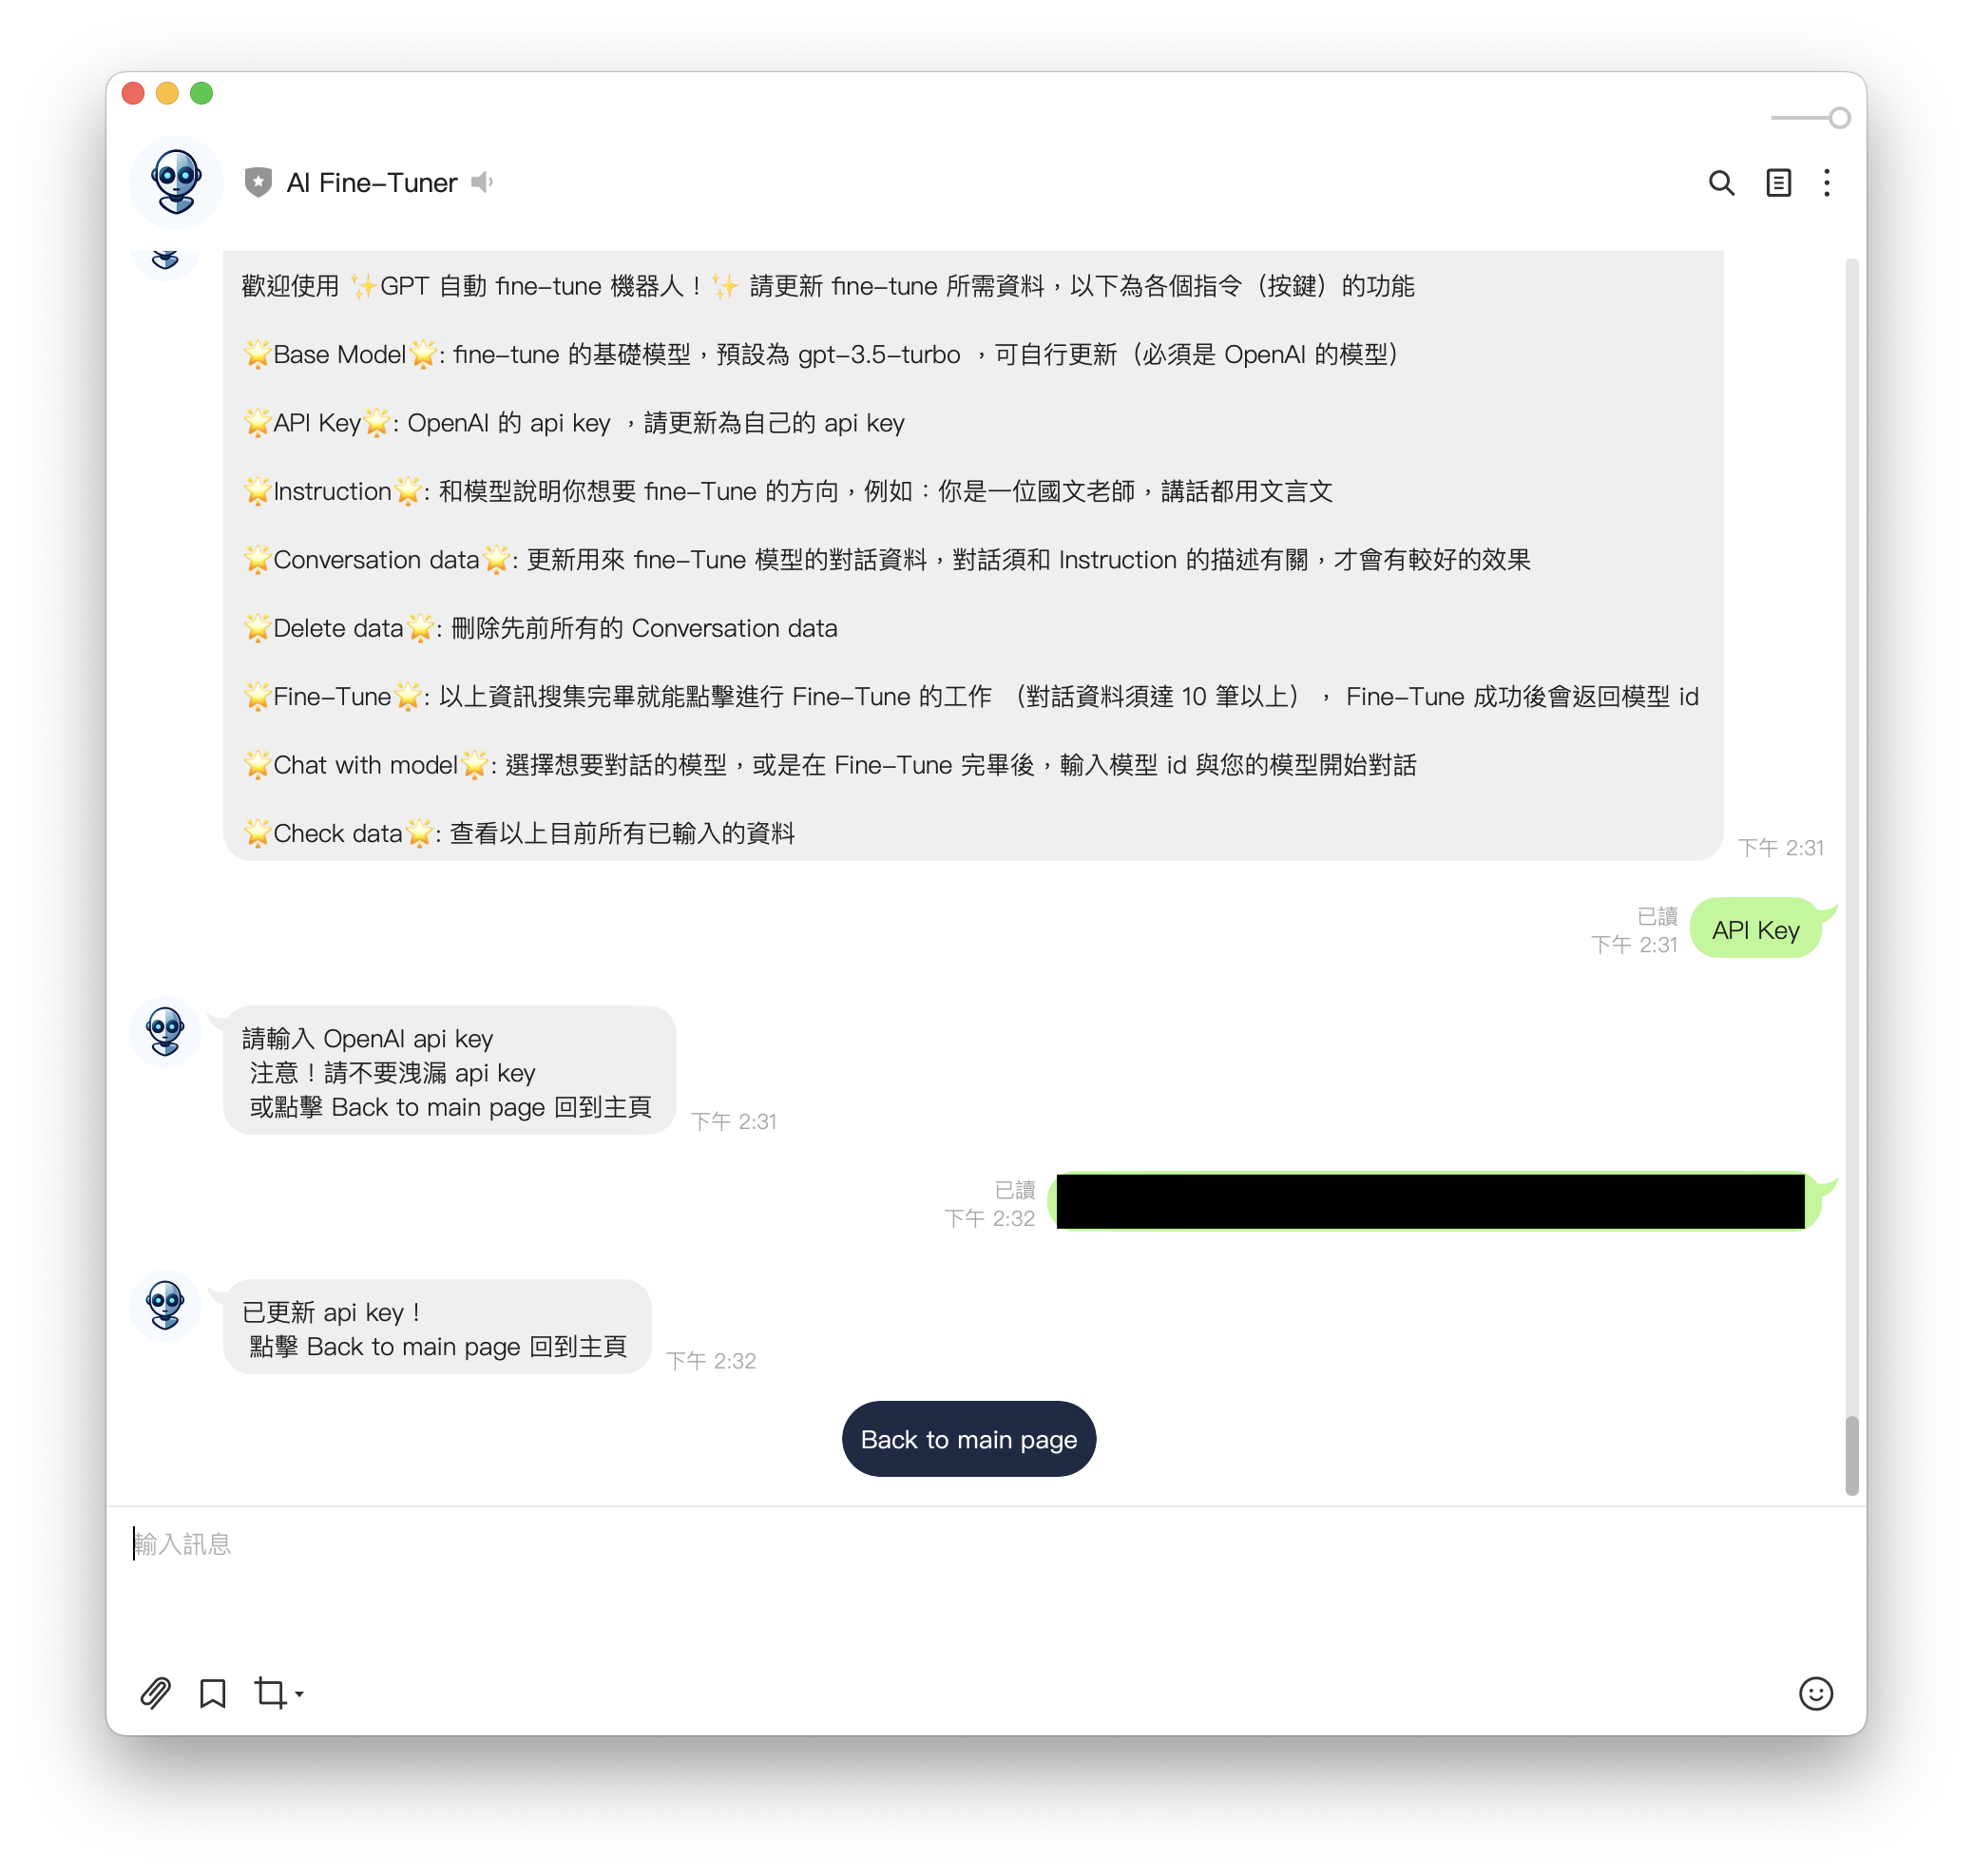 AI Fine-Tuner
歡迎使用 ✨GPT 自動 fine-tune 機器人！✨ 請更新 fine-tune 所需資料，以下為各個指令（按鍵）的功能
🌟Base Model🌟: fine-tune 的基礎模型，預設為 gpt-3.5-turbo ，可自行更新（必須是 OpenAI 的模型）
🌟API Key🌟: OpenAI 的 api key ，請更新為自己的 api key
🌟Instruction🌟: 和模型說明你想要 fine-Tune 的方向，例如：你是一位國文老師，講話都用文言文
🌟Conversation data🌟: 更新用來 fine-Tune 模型的對話資料，對話須和 Instruction 的描述有關，才會有較好的效果
🌟Delete data🌟: 刪除先前所有的 Conversation data
🌟Fine-Tune🌟: 以上資訊搜集完畢就能點擊進行 Fine-Tune 的工作 （對話資料須達 10 筆以上）， Fine-Tune 成功後會返回模型 id
🌟Chat with model🌟: 選擇想要對話的模型，或是在 Fine-Tune 完畢後，輸入模型 id 與您的模型開始對話
🌟Check data🌟: 查看以上目前所有已輸入的資料
下午 2:31
已讀
下午 2:31
API Key
請輸入 OpenAI api key
注意！請不要洩漏 api key
或點擊 Back to main page 回到主頁
下午 2:31
已讀
下午 2:32
已更新 api key！
點擊 Back to main page 回到主頁
下午 2:32
Back to main page
輸入訊息